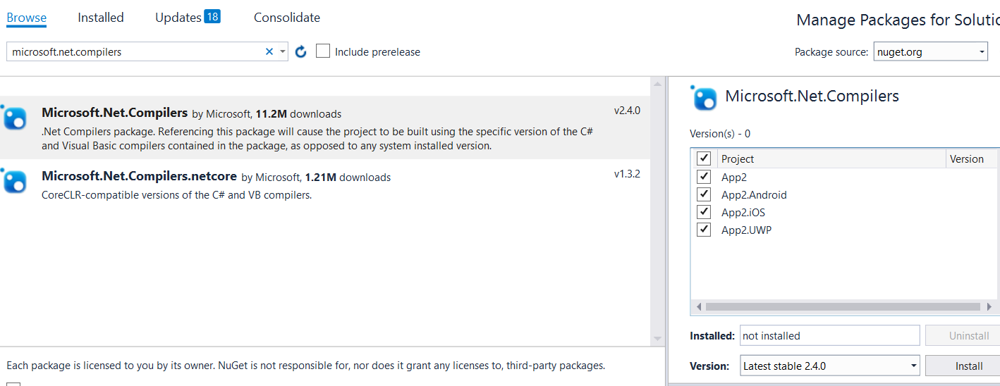 Browse Installed Updates 18 Consolidate
Manage Packages for Solutio
microsoft.net.compilers Include prerelease
Package source: nuget.org
Microsoft.Net.Compilers by Microsoft, 11.2M downloads v2.4.0
.Net Compilers package. Referencing this package will cause the project to be built using the specific version of the C#
and Visual Basic compilers contained in the package, as opposed to any system installed version.
Microsoft.Net.Compilers.netcore by Microsoft, 1.21M downloads v1.3.2
CoreCLR-compatible versions of the C# and VB compilers.
Each package is licensed to you by its owner. NuGet is not responsible for, nor does it grant any licenses to, third-party packages.
Microsoft.Net.Compilers
Version(s) - 0
Project Version
App2
App2.Android
App2.iOS
App2.UWP
Installed: not installed Uninstall
Version: Latest stable 2.4.0 Install